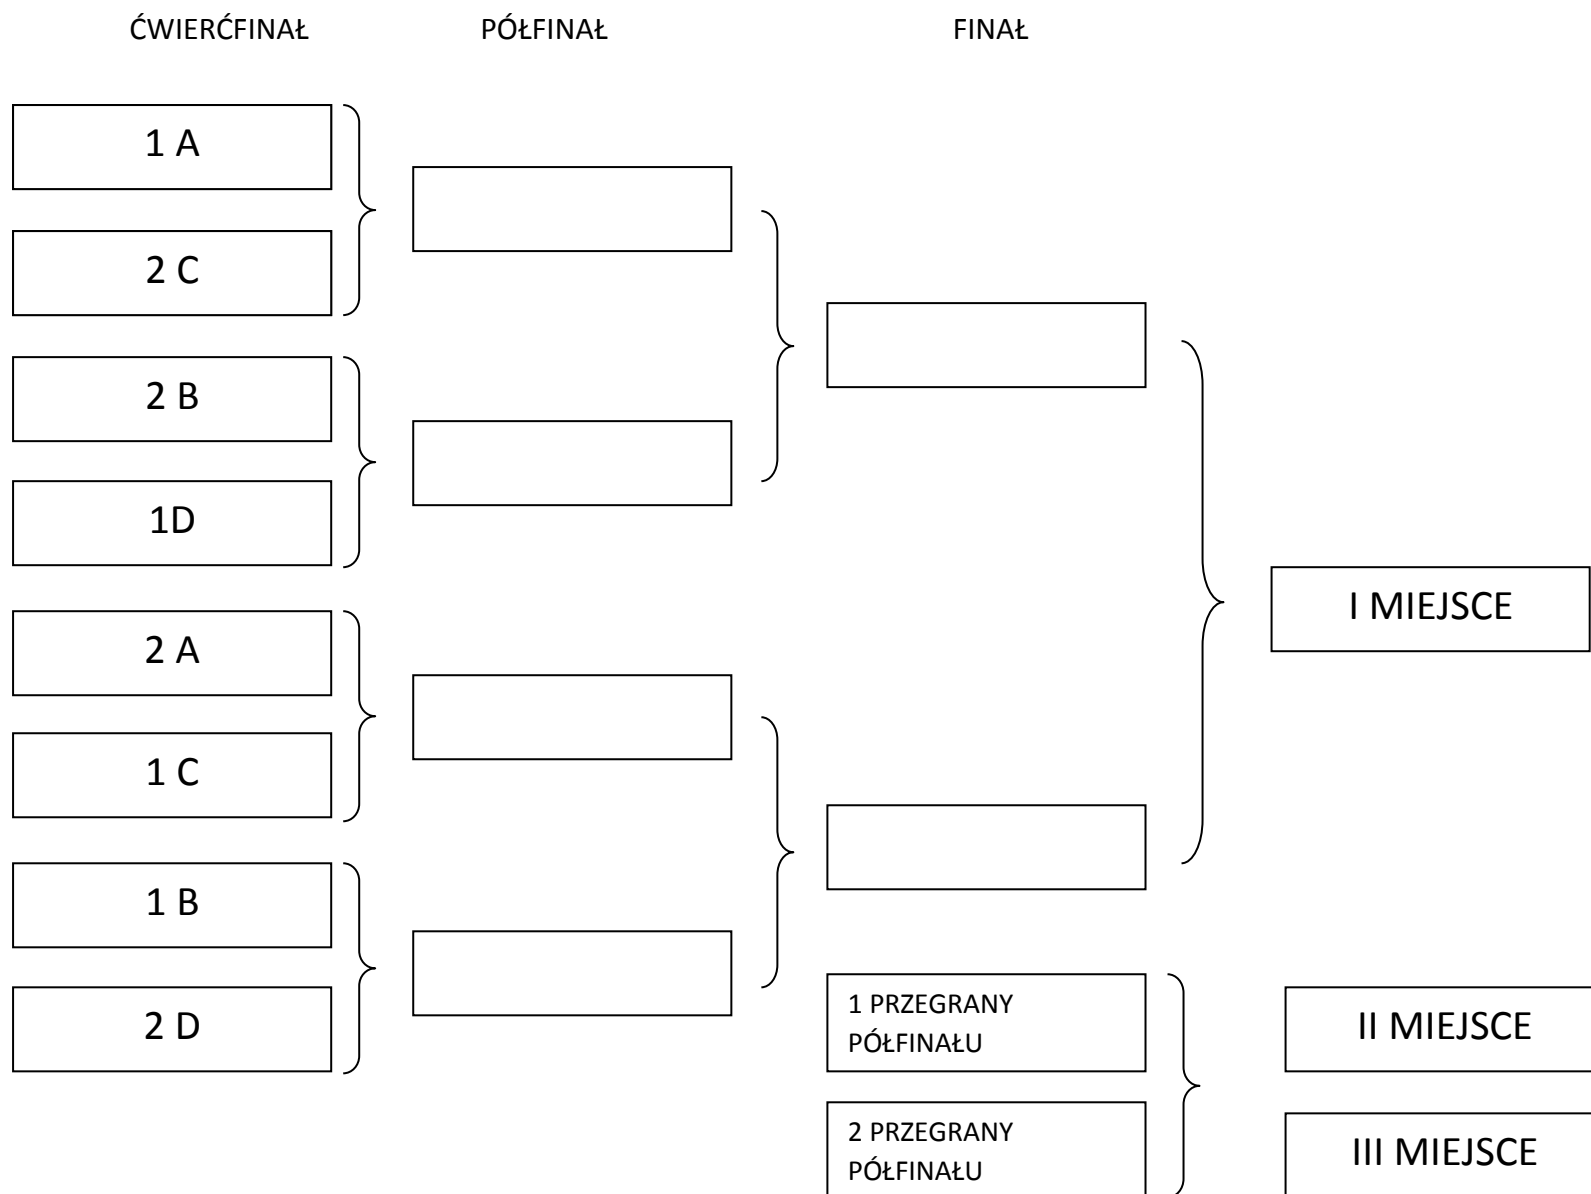 ĆWIERĆFINAŁ PÓŁFINAŁ FINAŁ
1 A
2 C
2 B
1D
2 A
1 C
1 B
2 D
I MIEJSCE
1 PRZEGRANY
PÓŁFINAŁU
2 PRZEGRANY
PÓŁFINAŁU
II MIEJSCE
III MIEJSCE